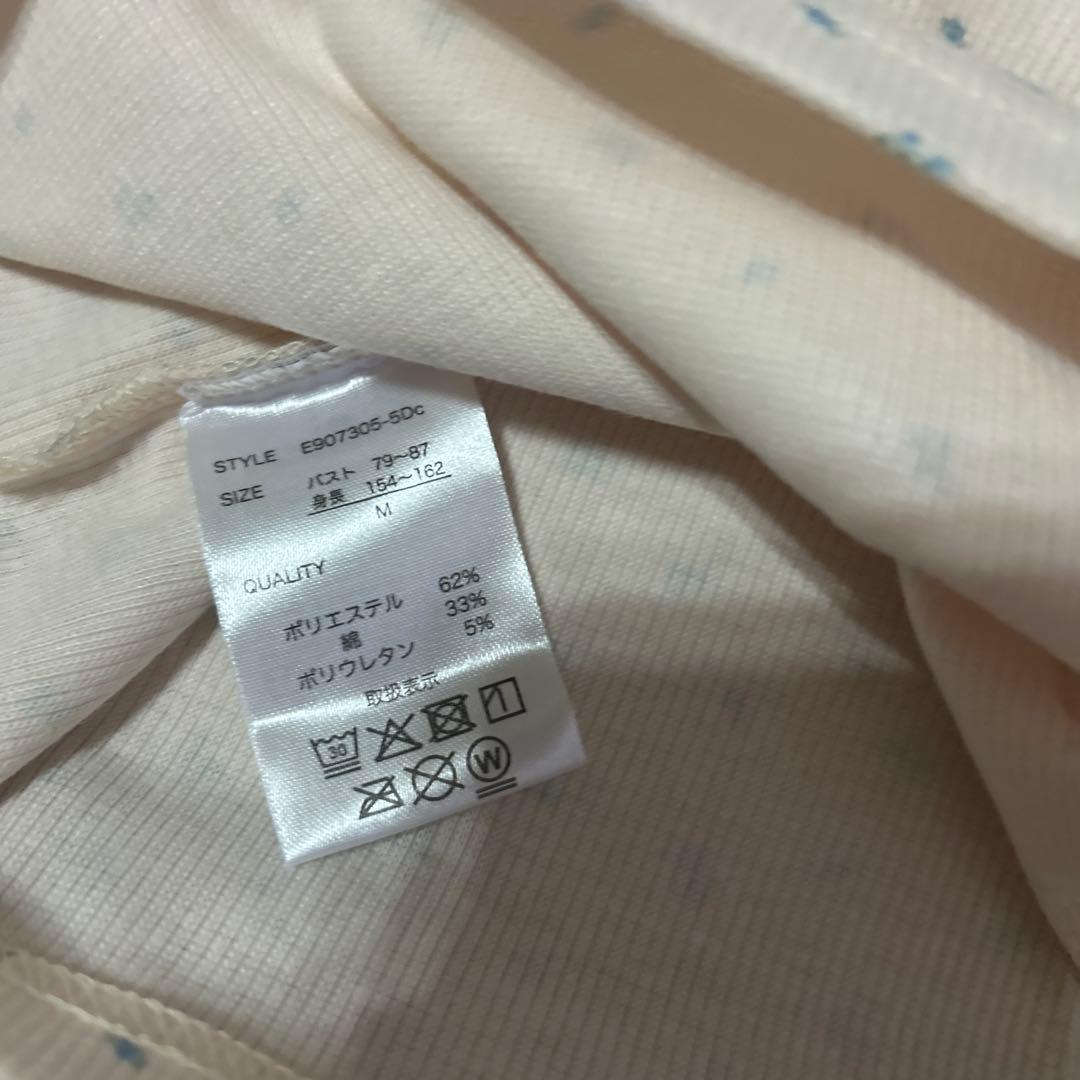 STYLE E907305-5Dc
SIZE バスト 79～87
身長 154～162
M
QUALITY
ポリエステル 62%
綿 33%
ポリウレタン 5%
取扱表示
30
W